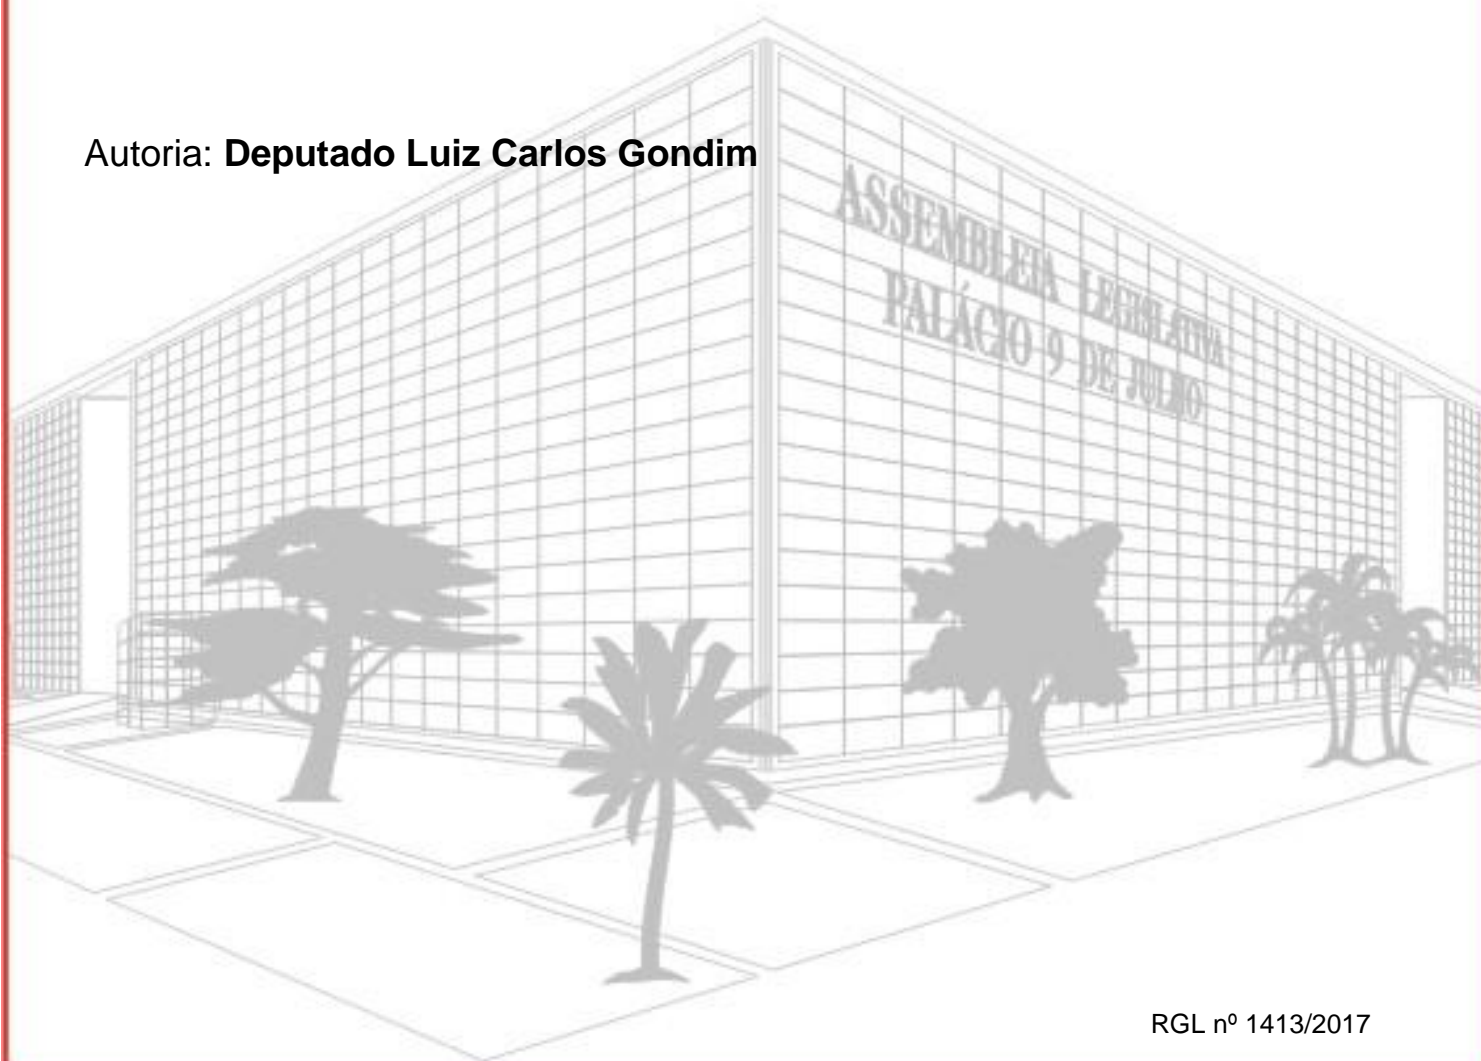 Autoria: Deputado Luiz Carlos Gondim
ASSEMBLEIA LEGISLATIVA
PALÁCIO 9 DE JULHO
RGL nº 1413/2017